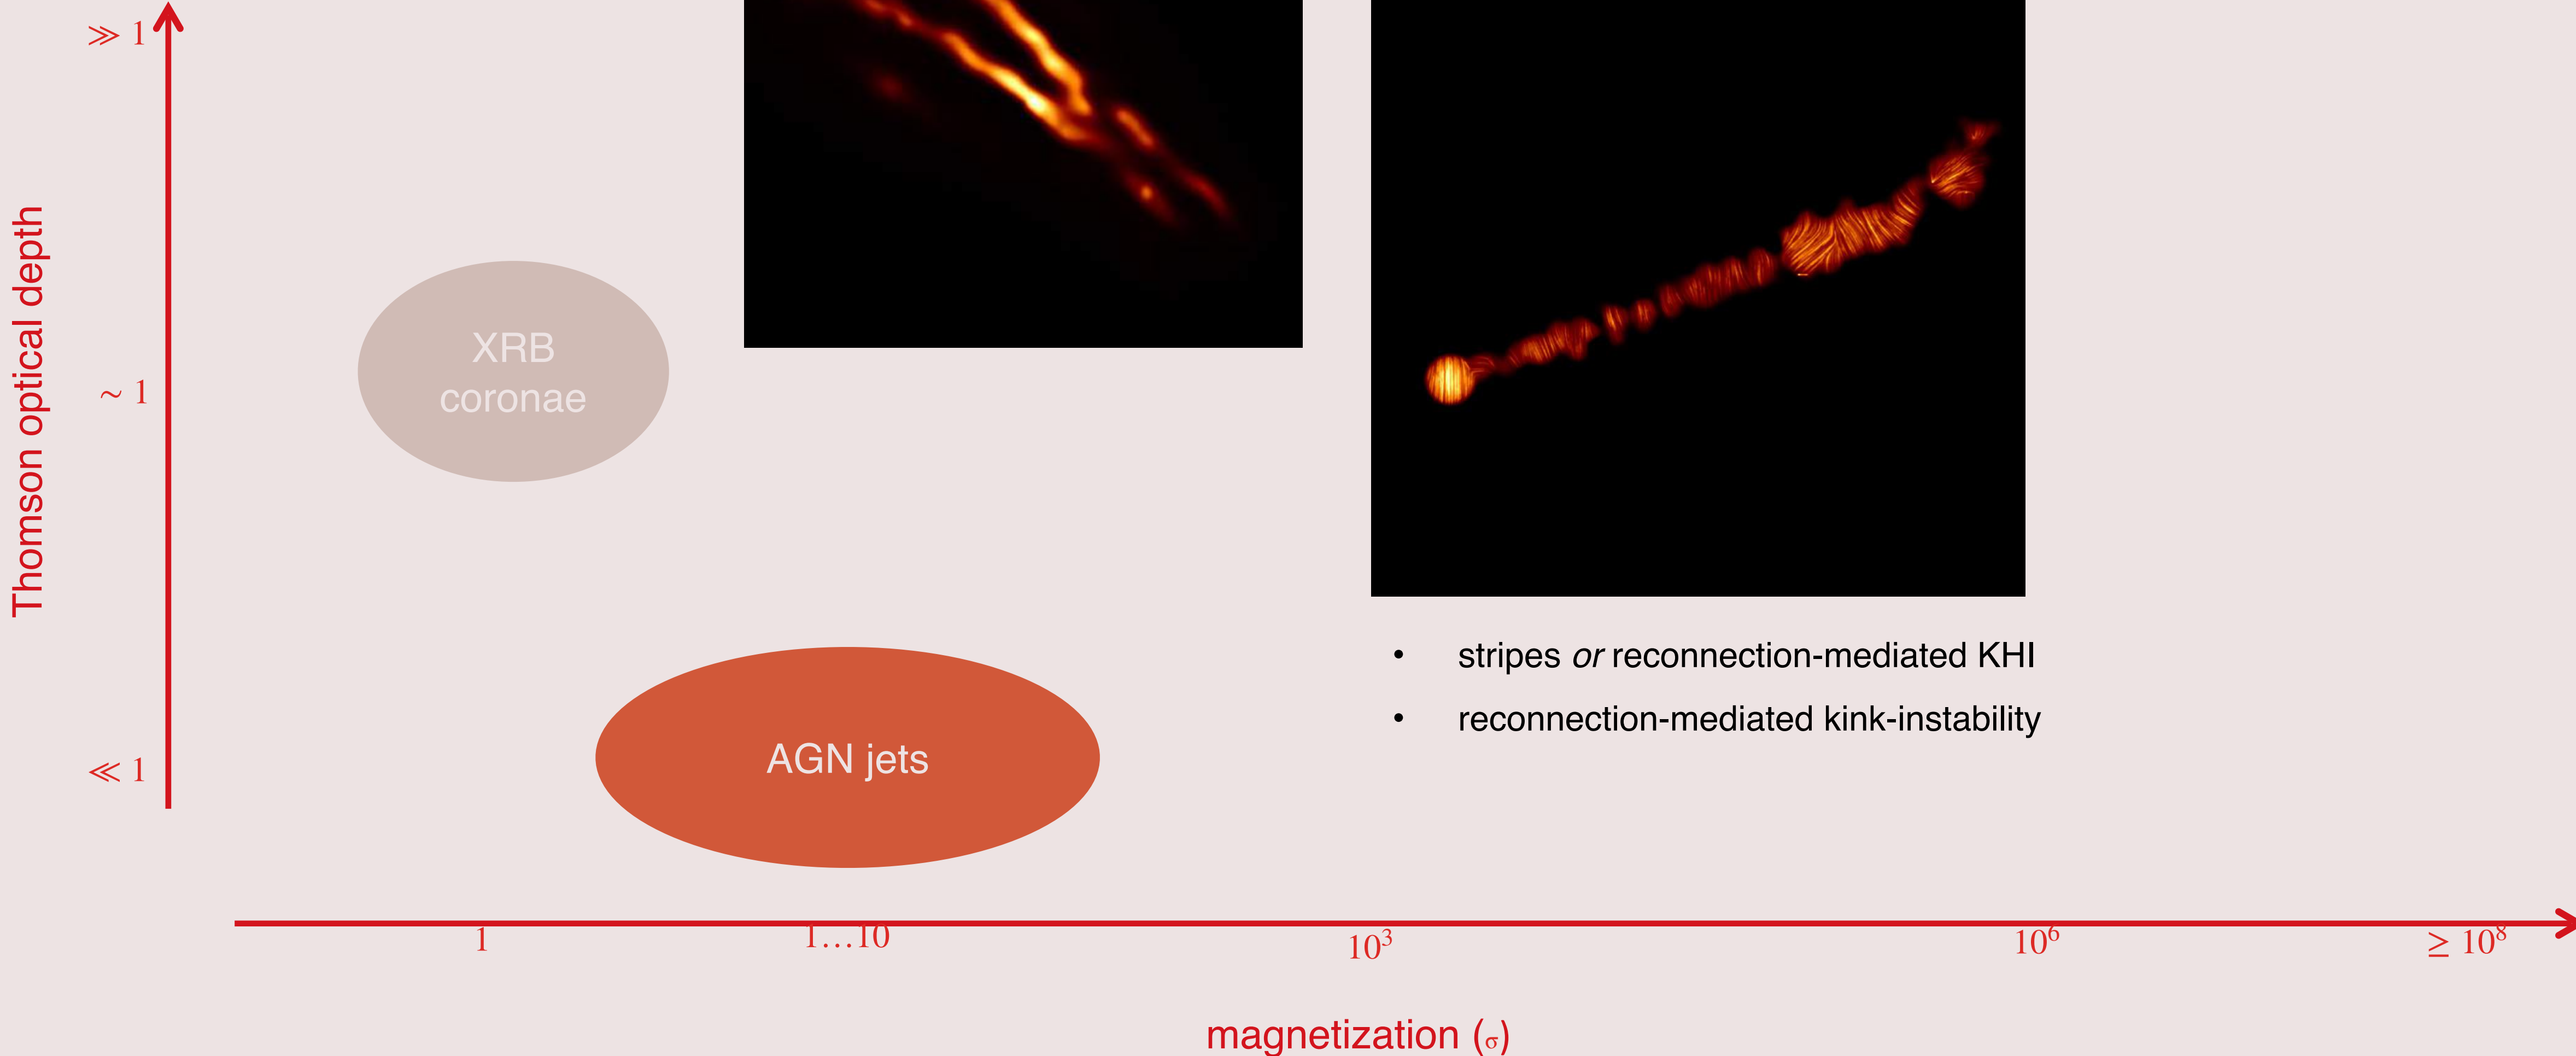 ≫ 1
Thomson optical depth
XRB
coronae
∼ 1
• stripes or reconnection-mediated KHI
• reconnection-mediated kink-instability
AGN jets
≪ 1
1
1…10
10³
10⁶
≥ 10⁸
magnetization (σ)